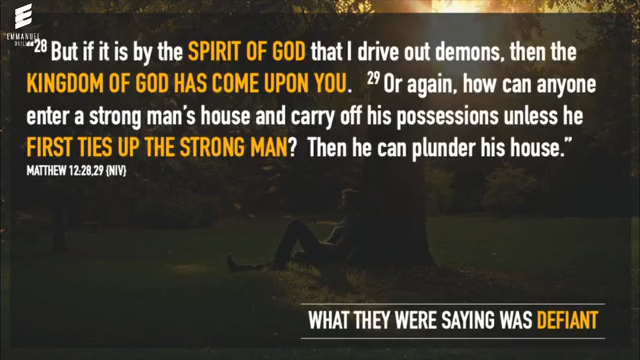 EMMANUEL
“28 But if it is by the SPIRIT OF GOD that I drive out demons, then the
KINGDOM OF GOD HAS COME UPON YOU. 29 Or again, how can anyone
enter a strong man’s house and carry off his possessions unless he
FIRST TIES UP THE STRONG MAN? Then he can plunder his house.”
MATTHEW 12:28,29 {NIV}
WHAT THEY WERE SAYING WAS DEFIANT